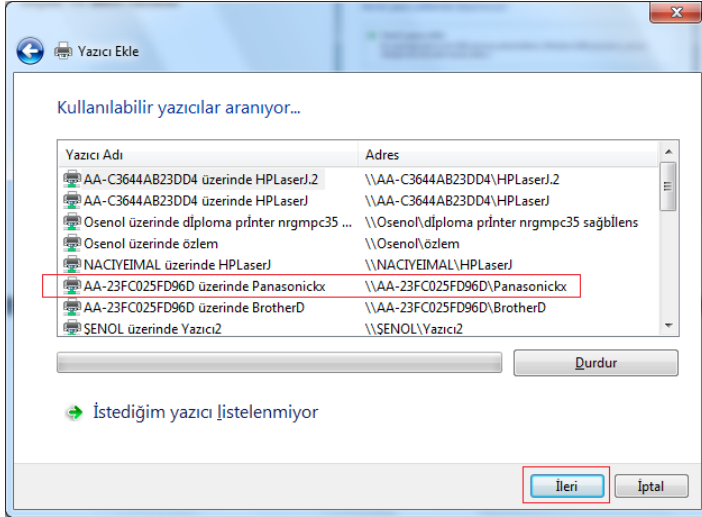 Yazıcı Ekle
Kullanılabilir yazıcılar aranıyor...
Yazıcı Adı Adres
AA-C3644AB23DD4 üzerinde HPLaserJ.2 \\AA-C3644AB23DD4\HPLaserJ.2
AA-C3644AB23DD4 üzerinde HPLaserJ \\AA-C3644AB23DD4\HPLaserJ
Osenol üzerinde dİploma prİnter nrgmpc35 ... \\Osenol\dİploma prİnter nrgmpc35 sağbİlens
Osenol üzerinde özlem \\Osenol\özlem
NACIYEIMAL üzerinde HPLaserJ \\NACIYEIMAL\HPLaserJ
AA-23FC025FD96D üzerinde Panasonickx \\AA-23FC025FD96D\Panasonickx
AA-23FC025FD96D üzerinde BrotherD \\AA-23FC025FD96D\BrotherD
ŞENOL üzerinde Yazıcı2 \\ŞENOL\Yazıcı2
Durdur
İstediğim yazıcı listelenmiyor
İleri İptal